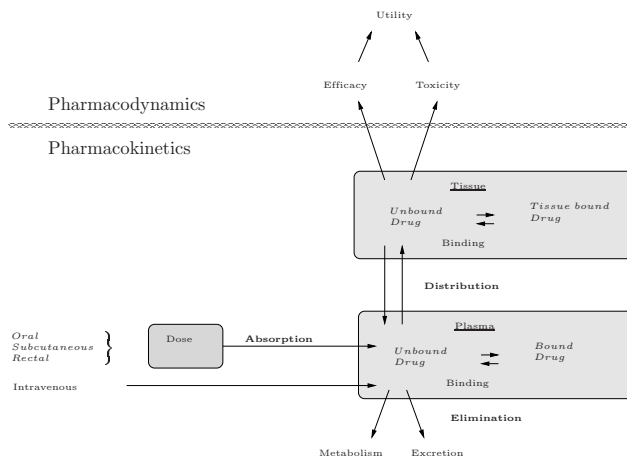 Utility
Efficacy Toxicity
Pharmacodynamics
Pharmacokinetics
Tissue
Unbound Drug
Tissue bound Drug
Binding
Distribution
Plasma
Oral
Subcutaneous
Rectal
Dose
Absorption
Unbound Drug
Bound Drug
Intravenous
Binding
Elimination
Metabolism Excretion